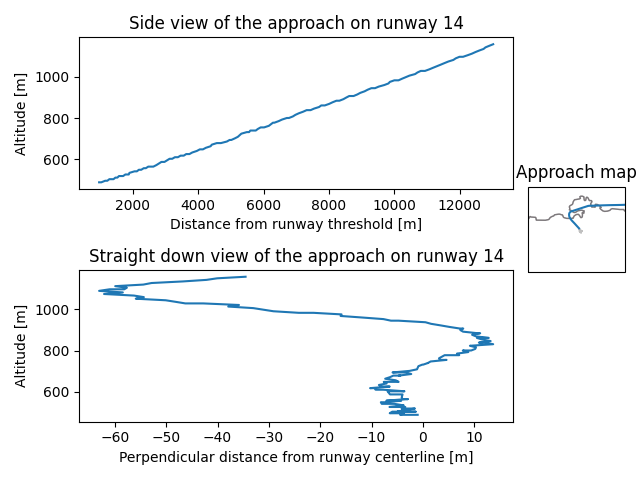 Side view of the approach on runway 14
Altitude [m]
1000
800
600
2000 4000 6000 8000 10000 12000
Distance from runway threshold [m]
Approach map
Straight down view of the approach on runway 14
Altitude [m]
1000
800
600
−60 −50 −40 −30 −20 −10 0 10
Perpendicular distance from runway centerline [m]